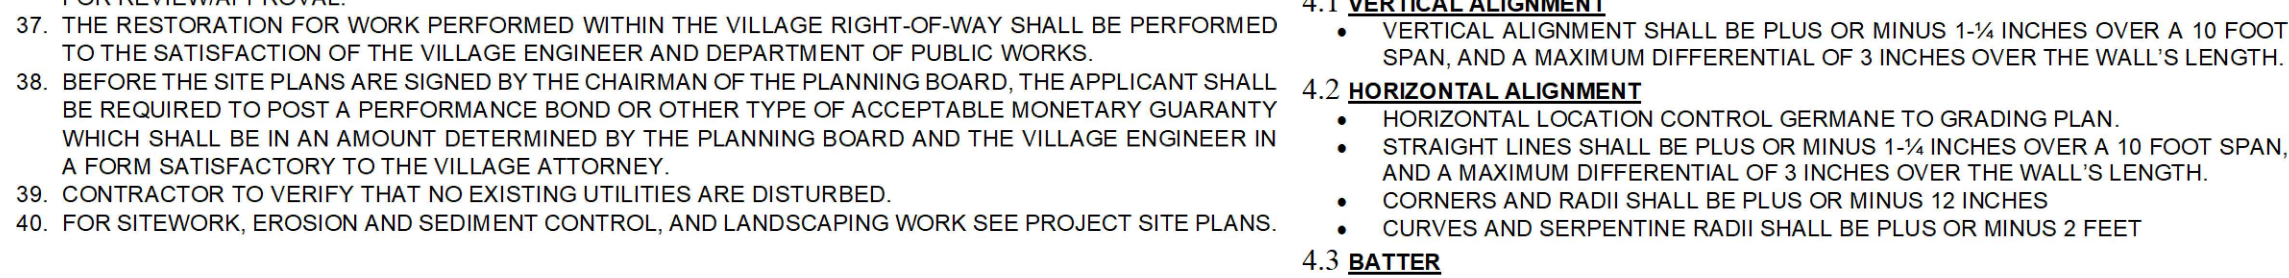 FOR REVIEW/APPROVAL.
37. THE RESTORATION FOR WORK PERFORMED WITHIN THE VILLAGE RIGHT-OF-WAY SHALL BE PERFORMED
TO THE SATISFACTION OF THE VILLAGE ENGINEER AND DEPARTMENT OF PUBLIC WORKS.
38. BEFORE THE SITE PLANS ARE SIGNED BY THE CHAIRMAN OF THE PLANNING BOARD, THE APPLICANT SHALL
BE REQUIRED TO POST A PERFORMANCE BOND OR OTHER TYPE OF ACCEPTABLE MONETARY GUARANTY
WHICH SHALL BE IN AN AMOUNT DETERMINED BY THE PLANNING BOARD AND THE VILLAGE ENGINEER IN
A FORM SATISFACTORY TO THE VILLAGE ATTORNEY.
39. CONTRACTOR TO VERIFY THAT NO EXISTING UTILITIES ARE DISTURBED.
40. FOR SITEWORK, EROSION AND SEDIMENT CONTROL, AND LANDSCAPING WORK SEE PROJECT SITE PLANS.
4.1 VERTICAL ALIGNMENT
• VERTICAL ALIGNMENT SHALL BE PLUS OR MINUS 1-¼ INCHES OVER A 10 FOOT
SPAN, AND A MAXIMUM DIFFERENTIAL OF 3 INCHES OVER THE WALL'S LENGTH.
4.2 HORIZONTAL ALIGNMENT
• HORIZONTAL LOCATION CONTROL GERMANE TO GRADING PLAN.
• STRAIGHT LINES SHALL BE PLUS OR MINUS 1-¼ INCHES OVER A 10 FOOT SPAN,
AND A MAXIMUM DIFFERENTIAL OF 3 INCHES OVER THE WALL'S LENGTH.
• CORNERS AND RADII SHALL BE PLUS OR MINUS 12 INCHES
• CURVES AND SERPENTINE RADII SHALL BE PLUS OR MINUS 2 FEET
4.3 BATTER